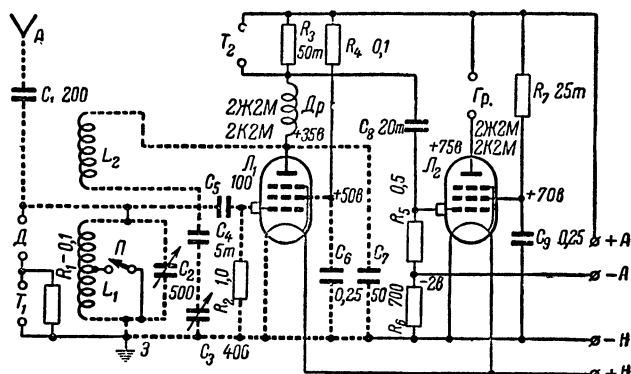 А
C₁ 200
L₂
Д
T₁
R₁-0,1
L₁
П
C₂
500
З
C₅
100
C₄
5т
C₃ 400
R₂ 1,0
T₂
R₃
50т
R₄ 0,1
Др
2Ж2М
2К2М
+35в
Л₁
+50в
C₆
0,25
C₇
50
C₈ 20т
R₅ 0,5
R₆ 700
-2в
Гр.
+75в
2Ж2М
2К2М
Л₂
R₇ 25т
+70в
C₉ 0,25
+А
-А
-Н
+Н